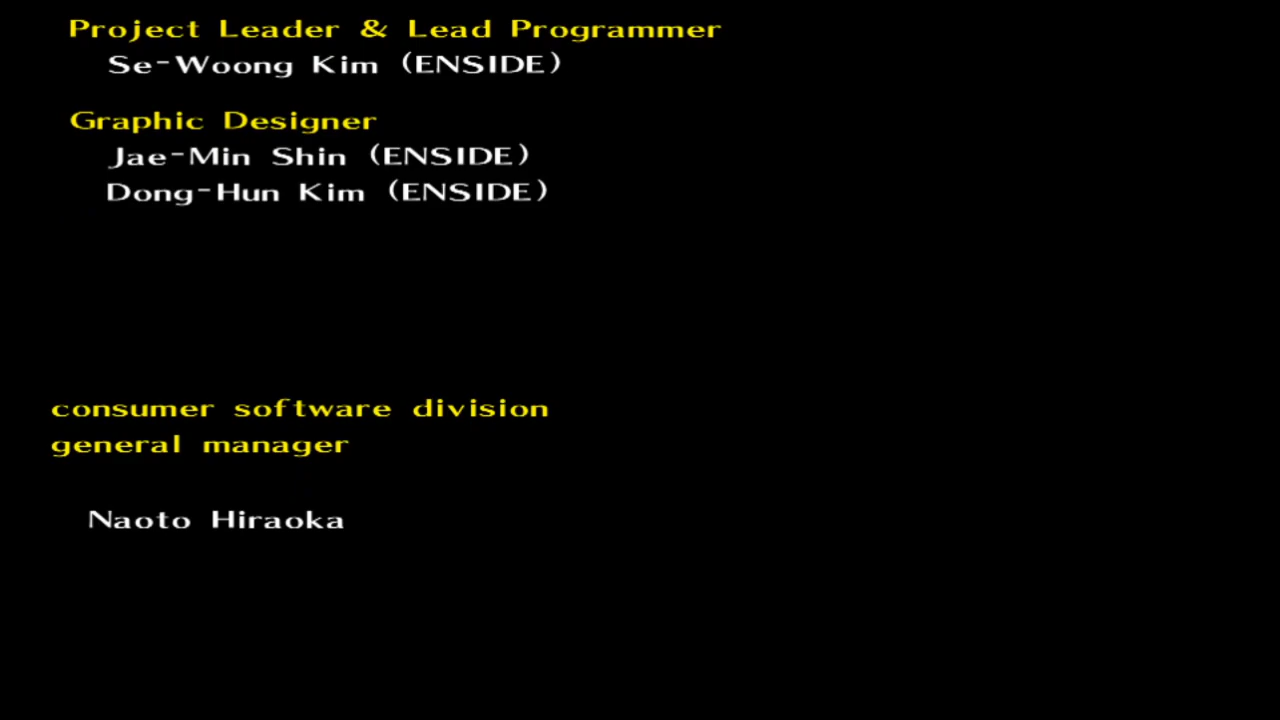 Project Leader & Lead Programmer
Se-Woong Kim (ENSIDE)
Graphic Designer
Jae-Min Shin (ENSIDE)
Dong-Hun Kim (ENSIDE)
consumer software division
general manager
Naoto Hiraoka